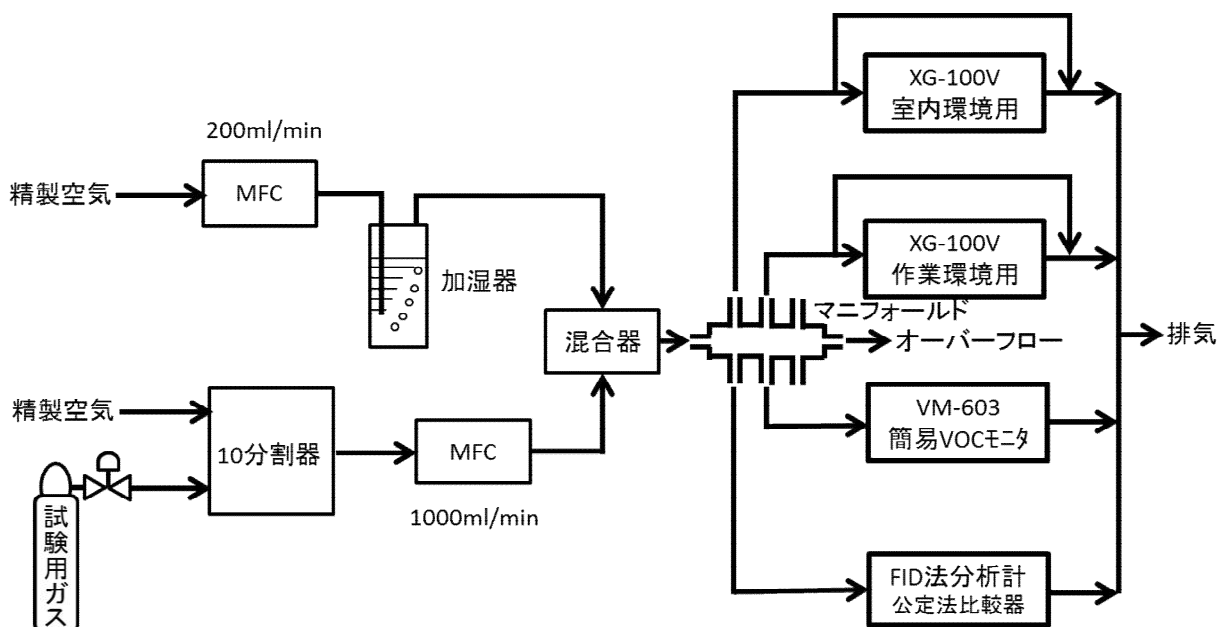 200ml/min
精製空気
MFC
加湿器
精製空気
10分割器
MFC
1000ml/min
試験用ガス
混合器
マニフォールド
オーバーフロー
XG-100V
室内環境用
XG-100V
作業環境用
VM-603
簡易VOCモニタ
FID法分析計
公定法比較器
排気